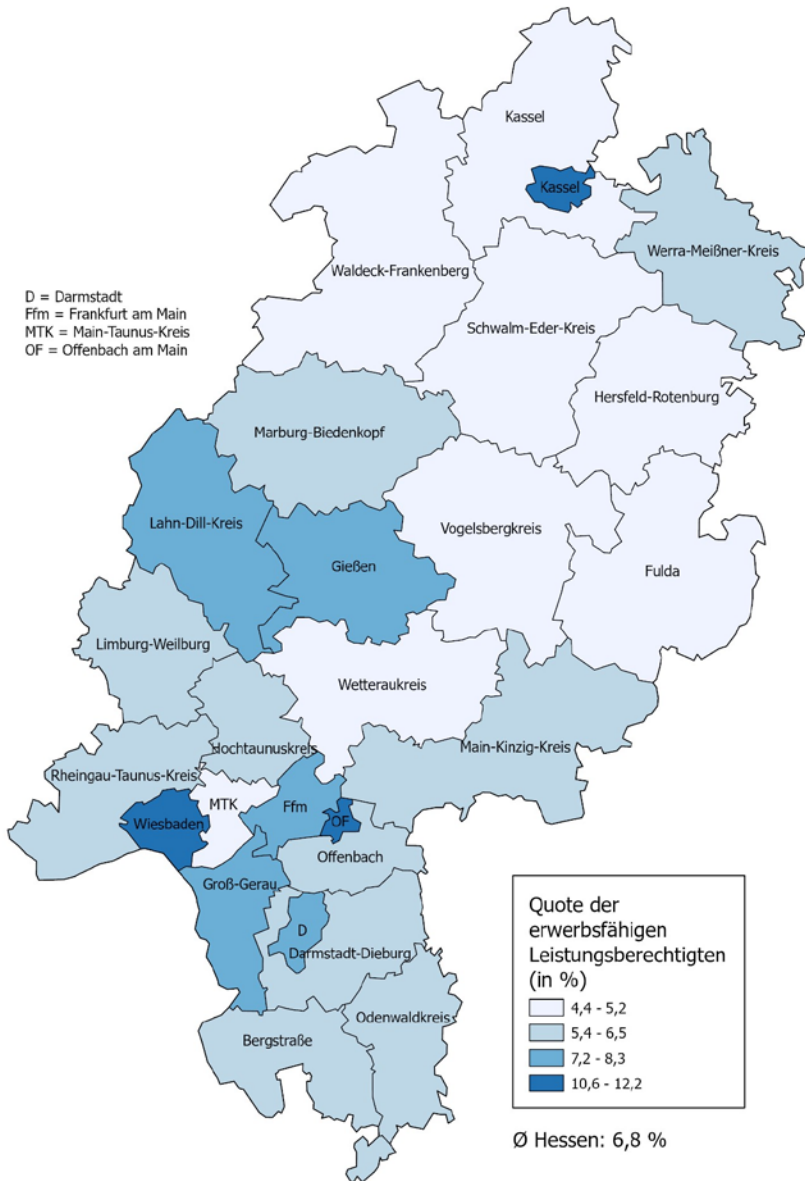 Kassel
Kassel
Werra-Meißner-Kreis
Waldeck-Frankenberg
D = Darmstadt
Ffm = Frankfurt am Main
MTK = Main-Taunus-Kreis
OF = Offenbach am Main
Schwalm-Eder-Kreis
Hersfeld-Rotenburg
Marburg-Biedenkopf
Lahn-Dill-Kreis
Vogelsbergkreis
Gießen
Fulda
Limburg-Weilburg
Wetteraukreis
Hochtaunuskreis
Main-Kinzig-Kreis
Rheingau-Taunus-Kreis
MTK
Ffm
Wiesbaden
OF
Offenbach
Groß-Gerau
D
Darmstadt-Dieburg
Odenwaldkreis
Bergstraße
Quote der
erwerbsfähigen
Leistungsberechtigten
(in %)
4,4 - 5,2
5,4 - 6,5
7,2 - 8,3
10,6 - 12,2
Ø Hessen: 6,8 %